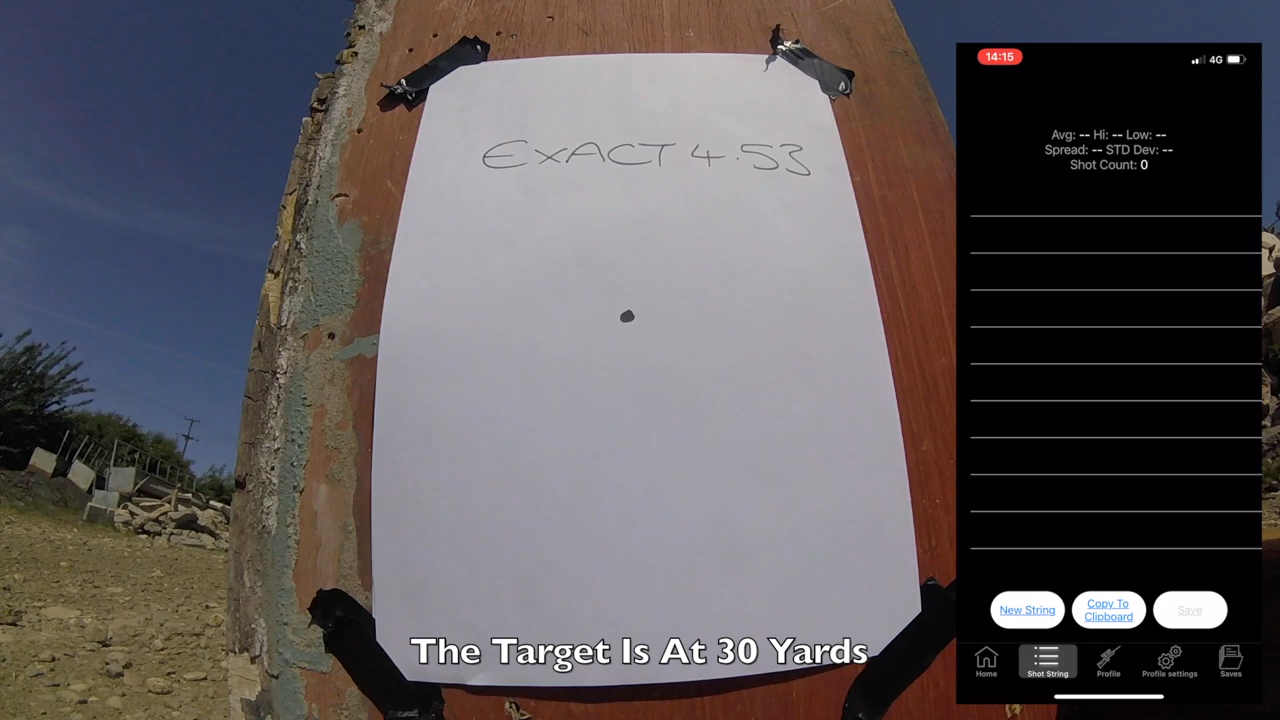 EXACT 4.53
The Target Is At 30 Yards
14:15
4G
Avg: -- Hi: -- Low: --
Spread: -- STD Dev: --
Shot Count: 0
New String
Copy To
Clipboard
Save
Home
Shot String
Profile
Profile settings
Saves